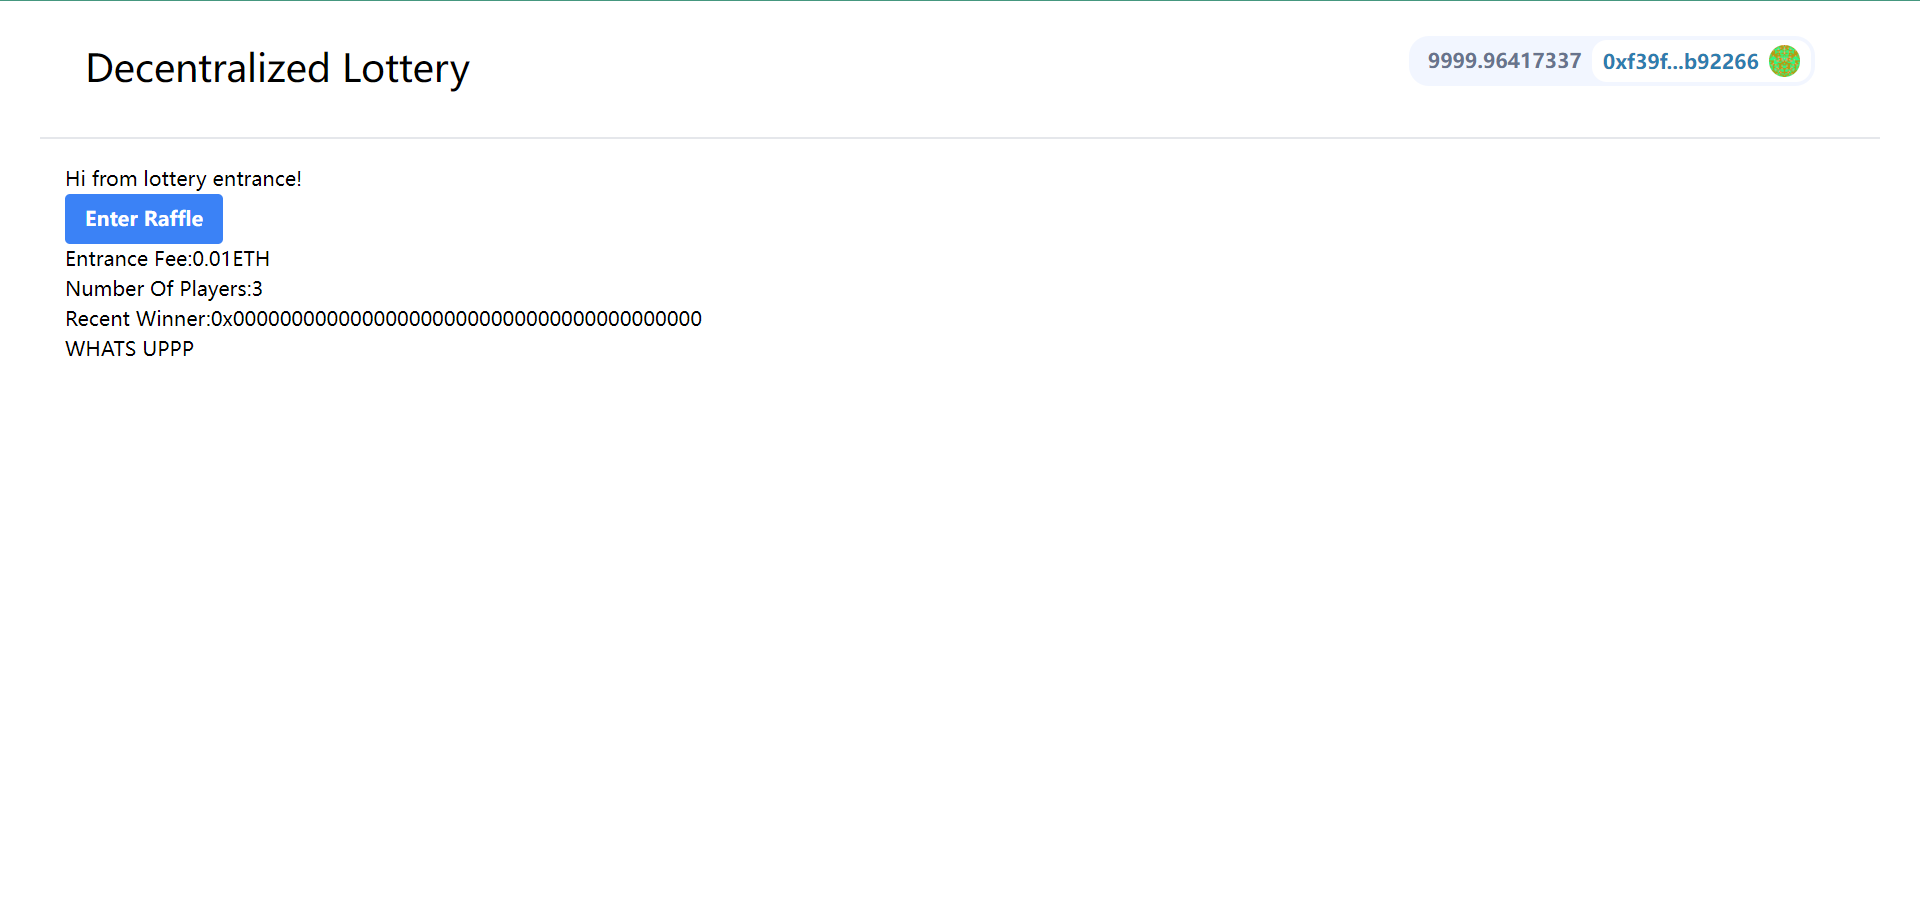 Decentralized Lottery
9999.96417337 0xf39f...b92266
Hi from lottery entrance!
Enter Raffle
Entrance Fee:0.01ETH
Number Of Players:3
Recent Winner:0x0000000000000000000000000000000000000000
WHATS UPPP